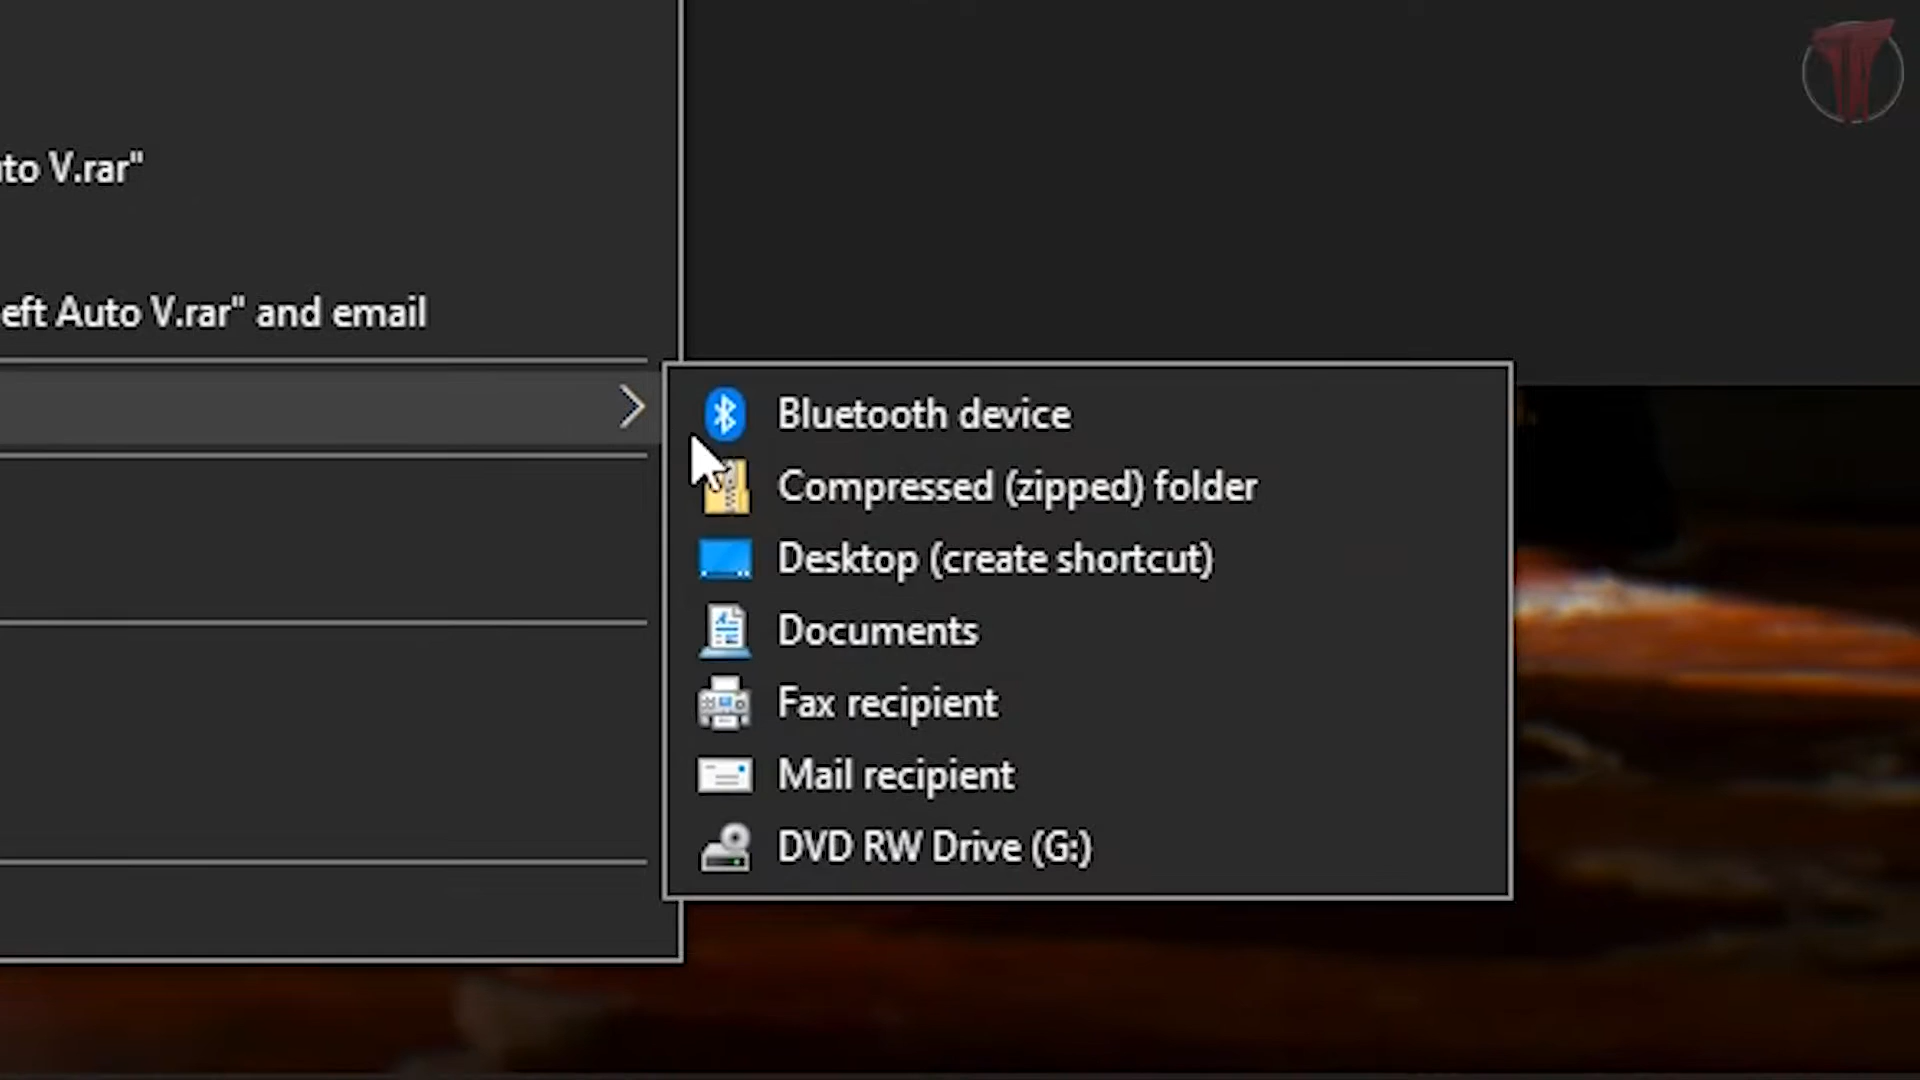 to V.rar"
eft Auto V.rar" and email
Bluetooth device
Compressed (zipped) folder
Desktop (create shortcut)
Documents
Fax recipient
Mail recipient
DVD RW Drive (G:)